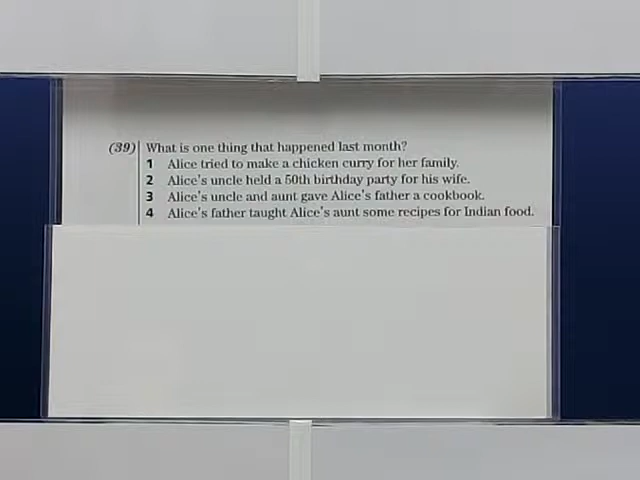 (39) What is one thing that happened last month?
1 Alice tried to make a chicken curry for her family.
2 Alice's uncle held a 50th birthday party for his wife.
3 Alice's uncle and aunt gave Alice's father a cookbook.
4 Alice's father taught Alice's aunt some recipes for Indian food.